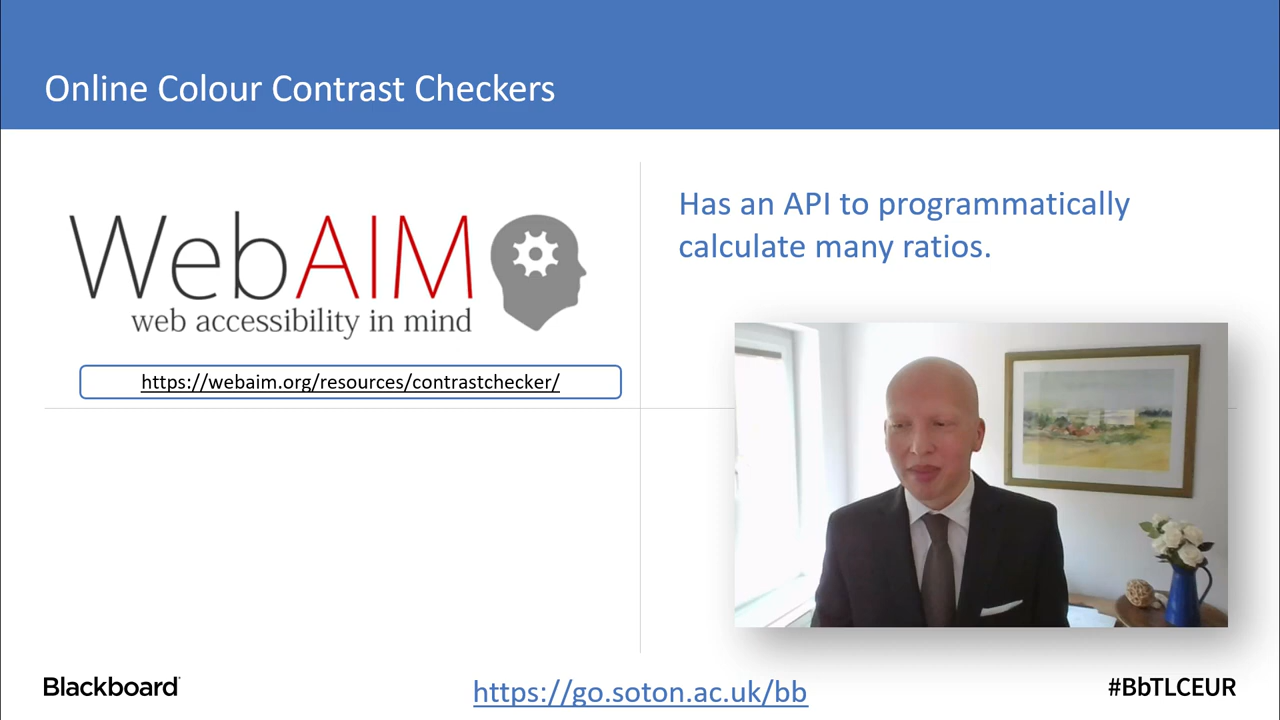 Online Colour Contrast Checkers
WebAIM
web accessibility in mind
https://webaim.org/resources/contrastchecker/
Has an API to programmatically
calculate many ratios.
Blackboard
https://go.soton.ac.uk/bb
#BbTLCEUR